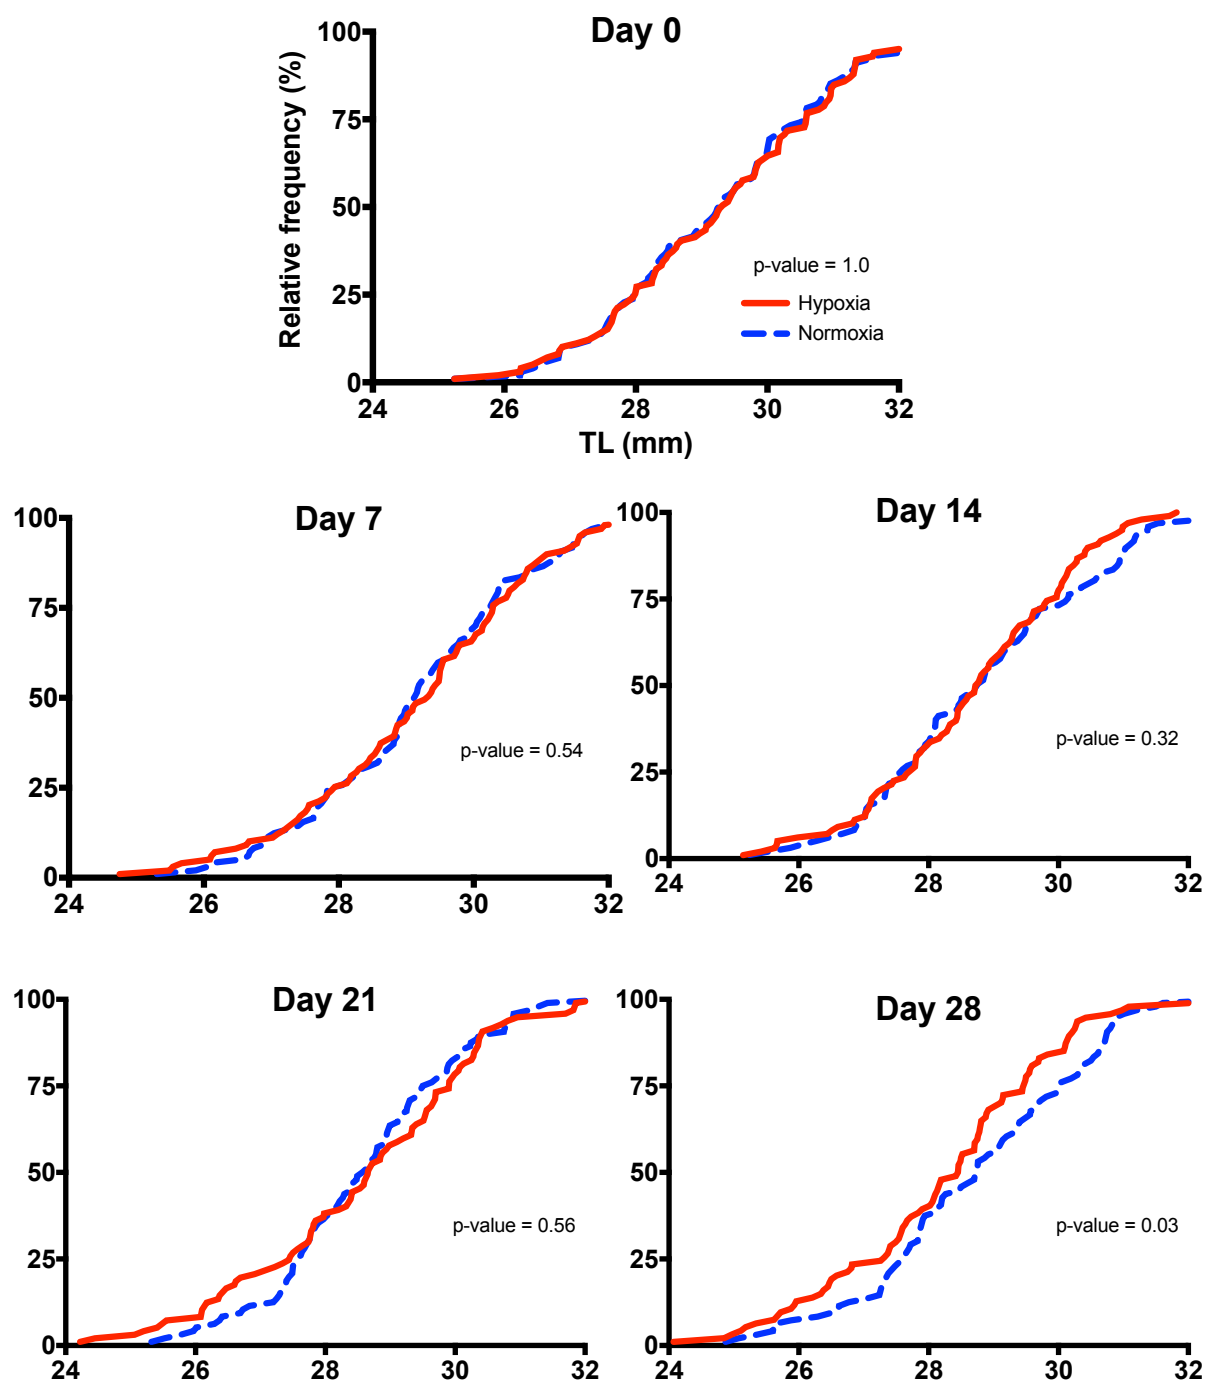 Day 0
Relative frequency (%)
100
75
50
25
0
p-value = 1.0
Hypoxia
Normoxia
24 26 28 30 32
TL (mm)
Day 7
100
75
50
25
0
p-value = 0.54
24 26 28 30 32
Day 14
100
75
50
25
0
p-value = 0.32
24 26 28 30 32
Day 21
100
75
50
25
0
p-value = 0.56
24 26 28 30 32
Day 28
100
75
50
25
0
p-value = 0.03
24 26 28 30 32